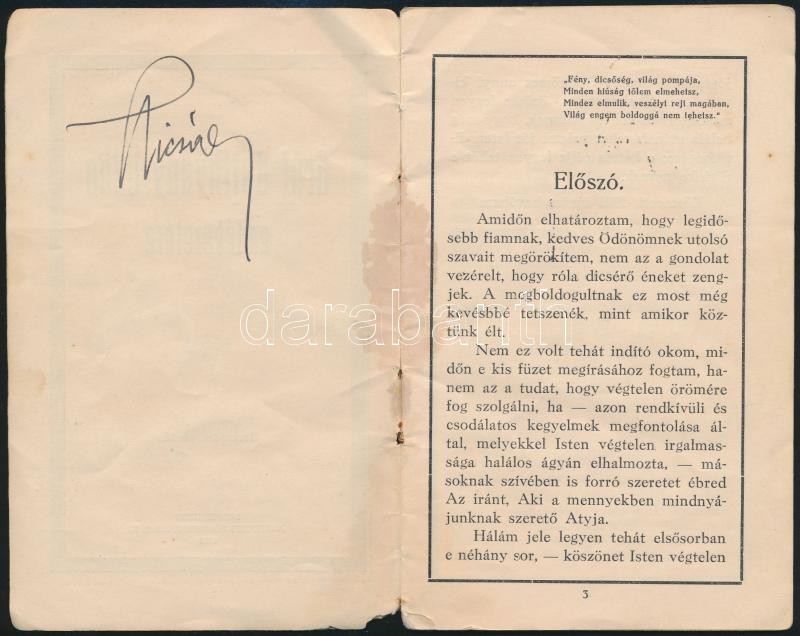 „Fény, dicsőség, világ pompája,
Minden hiúság tőlem elmehetsz,
Mindez elmulik, veszélyt rejt magában,
Világ engem boldoggá nem tehetsz.“
Előszó.
Amidőn elhatároztam, hogy legidő-
sebb fiamnak, kedves Ödönömnek utolsó
szavait megörökítem, nem az a gondolat
vezérelt, hogy róla dicsérő éneket zeng-
jek. A megboldogultnak ez most még
kevésbbé tetszenék, mint amikor köz-
tünk élt.
Nem ez volt tehát indító okom, mi-
dőn e kis füzet megírásához fogtam, ha-
nem az a tudat, hogy végtelen örömére
fog szolgálni, ha — azon rendkívüli és
csodálatos kegyelmek megfontolása ál-
tal, melyekkel Isten végtelen irgalmas-
sága halálos ágyán elhalmozta, — má-
soknak szívében is forró szeretet ébred
Az iránt, Aki a mennyekben mindnyá-
junknak szerető Atyja.
Hálám jele legyen tehát elsősorban
e néhány sor, — köszönet Isten végtelen
3
darabanth